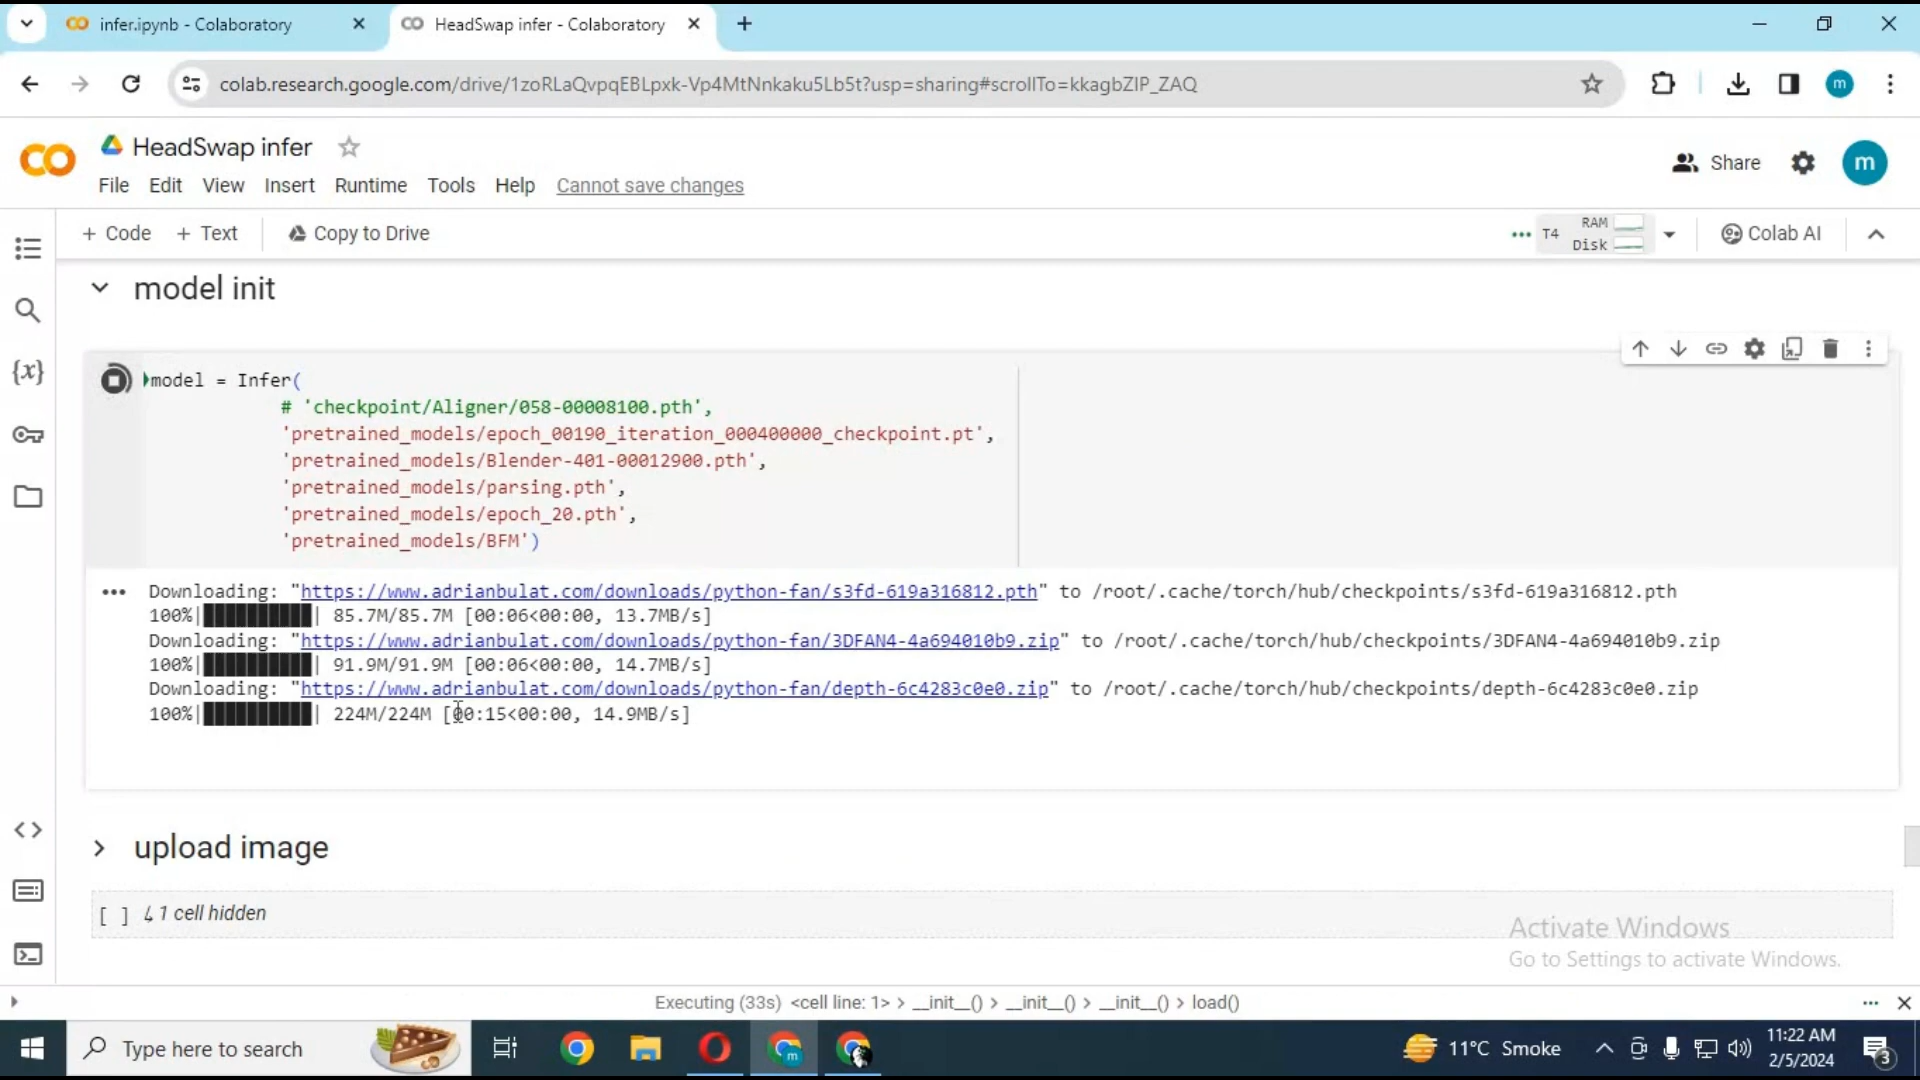 infer.ipynb - Colaboratory
HeadSwap infer - Colaboratory
colab.research.google.com/drive/1zoRLaQvpqEBLpxk-Vp4MtNnkaku5Lb5t?usp=sharing#scrollTo=kkagbZIP_ZAQ
m
CO
HeadSwap infer
Share
m
File Edit View Insert Runtime Tools Help Cannot save changes
+ Code + Text Copy to Drive
T4 RAM
Disk
Colab AI
model init
{x}
model = Infer(
# 'checkpoint/Aligner/058-00008100.pth',
'pretrained_models/epoch_00190_iteration_000400000_checkpoint.pt',
'pretrained_models/Blender-401-00012900.pth',
'pretrained_models/parsing.pth',
'pretrained_models/epoch_20.pth',
'pretrained_models/BFM')
Downloading: "https://www.adrianbulat.com/downloads/python-fan/s3fd-619a316812.pth" to /root/.cache/torch/hub/checkpoints/s3fd-619a316812.pth
100%|██████████| 85.7M/85.7M [00:06<00:00, 13.7MB/s]
Downloading: "https://www.adrianbulat.com/downloads/python-fan/3DFAN4-4a694010b9.zip" to /root/.cache/torch/hub/checkpoints/3DFAN4-4a694010b9.zip
100%|██████████| 91.9M/91.9M [00:06<00:00, 14.7MB/s]
Downloading: "https://www.adrianbulat.com/downloads/python-fan/depth-6c4283c0e0.zip" to /root/.cache/torch/hub/checkpoints/depth-6c4283c0e0.zip
100%|██████████| 224M/224M [00:15<00:00, 14.9MB/s]
upload image
[ ] ↳ 1 cell hidden
Activate Windows
Go to Settings to activate Windows.
Executing (33s) <cell line: 1> > __init__() > __init__() > __init__() > load()
Type here to search
m
11°C Smoke
11:22 AM
2/5/2024
3